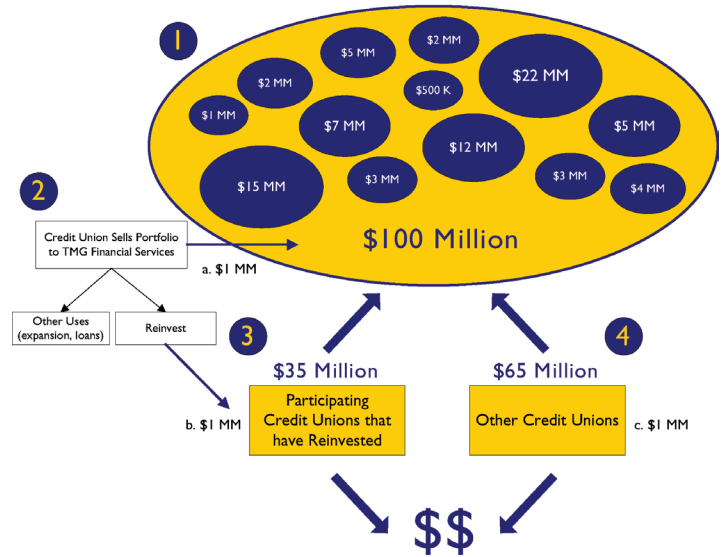 1
$5 MM
$2 MM
$2 MM
$22 MM
$500 K
$1 MM
$7 MM
$5 MM
$12 MM
$15 MM
$3 MM
$3 MM
$4 MM
$100 Million
2
Credit Union Sells Portfolio
to TMG Financial Services
a. $1 MM
Other Uses
(expansion, loans)
Reinvest
3
4
$35 Million
$65 Million
b. $1 MM
Participating
Credit Unions that
have Reinvested
Other Credit Unions
c. $1 MM
$$